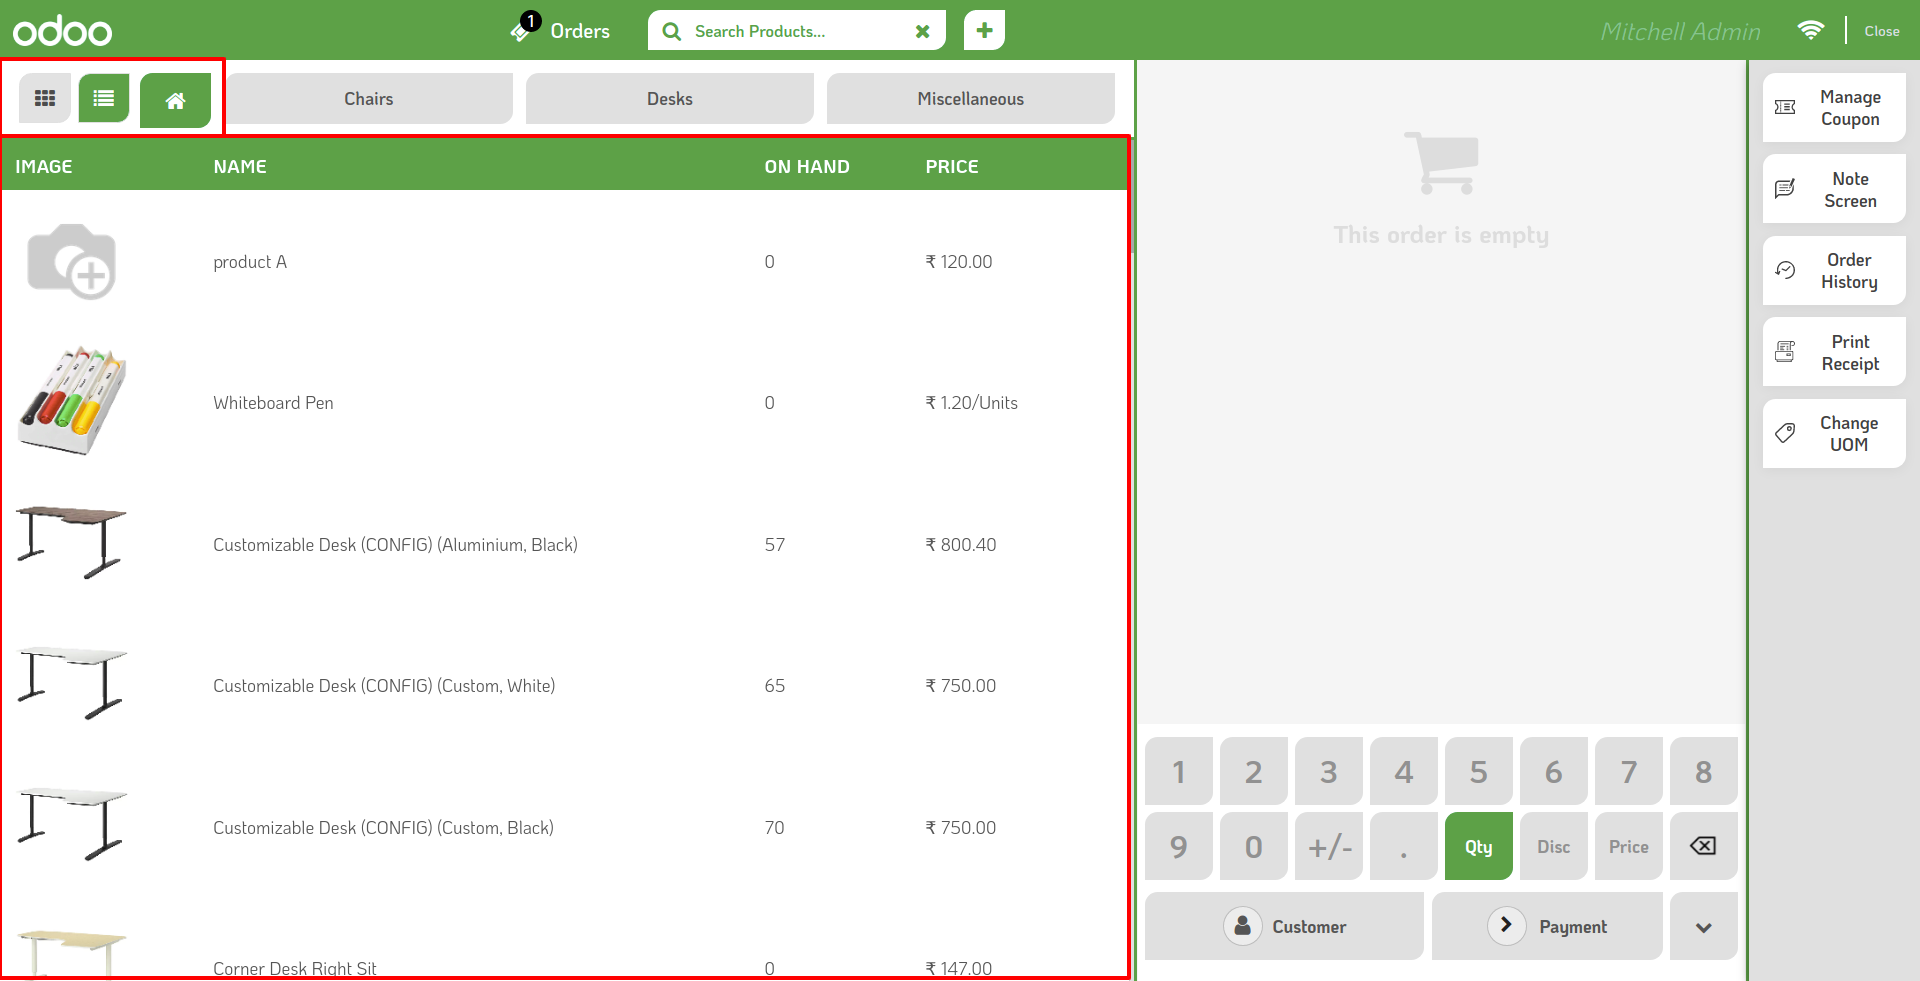 odoo
1
Orders
Search Products...
Mitchell Admin
Close
Chairs
Desks
Miscellaneous
IMAGE NAME ON HAND PRICE
product A 0 ₹ 120.00
Whiteboard Pen 0 ₹ 1.20/Units
Customizable Desk (CONFIG) (Aluminium, Black) 57 ₹ 800.40
Customizable Desk (CONFIG) (Custom, White) 65 ₹ 750.00
Customizable Desk (CONFIG) (Custom, Black) 70 ₹ 750.00
Corner Desk Right Sit 0 ₹ 147.00
This order is empty
1 2 3 4 5 6 7 8
9 0 +/- . Qty Disc Price
Customer
Payment
Manage
Coupon
Note
Screen
Order
History
Print
Receipt
Change
UOM